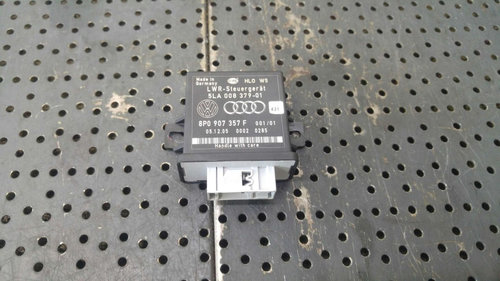 Made in
Germany
HLO WS
LWR-Steuergerät
5LA 008 379-01
8P0 907 357 F 001/01
03.12.05 0002 0285
Handle with care